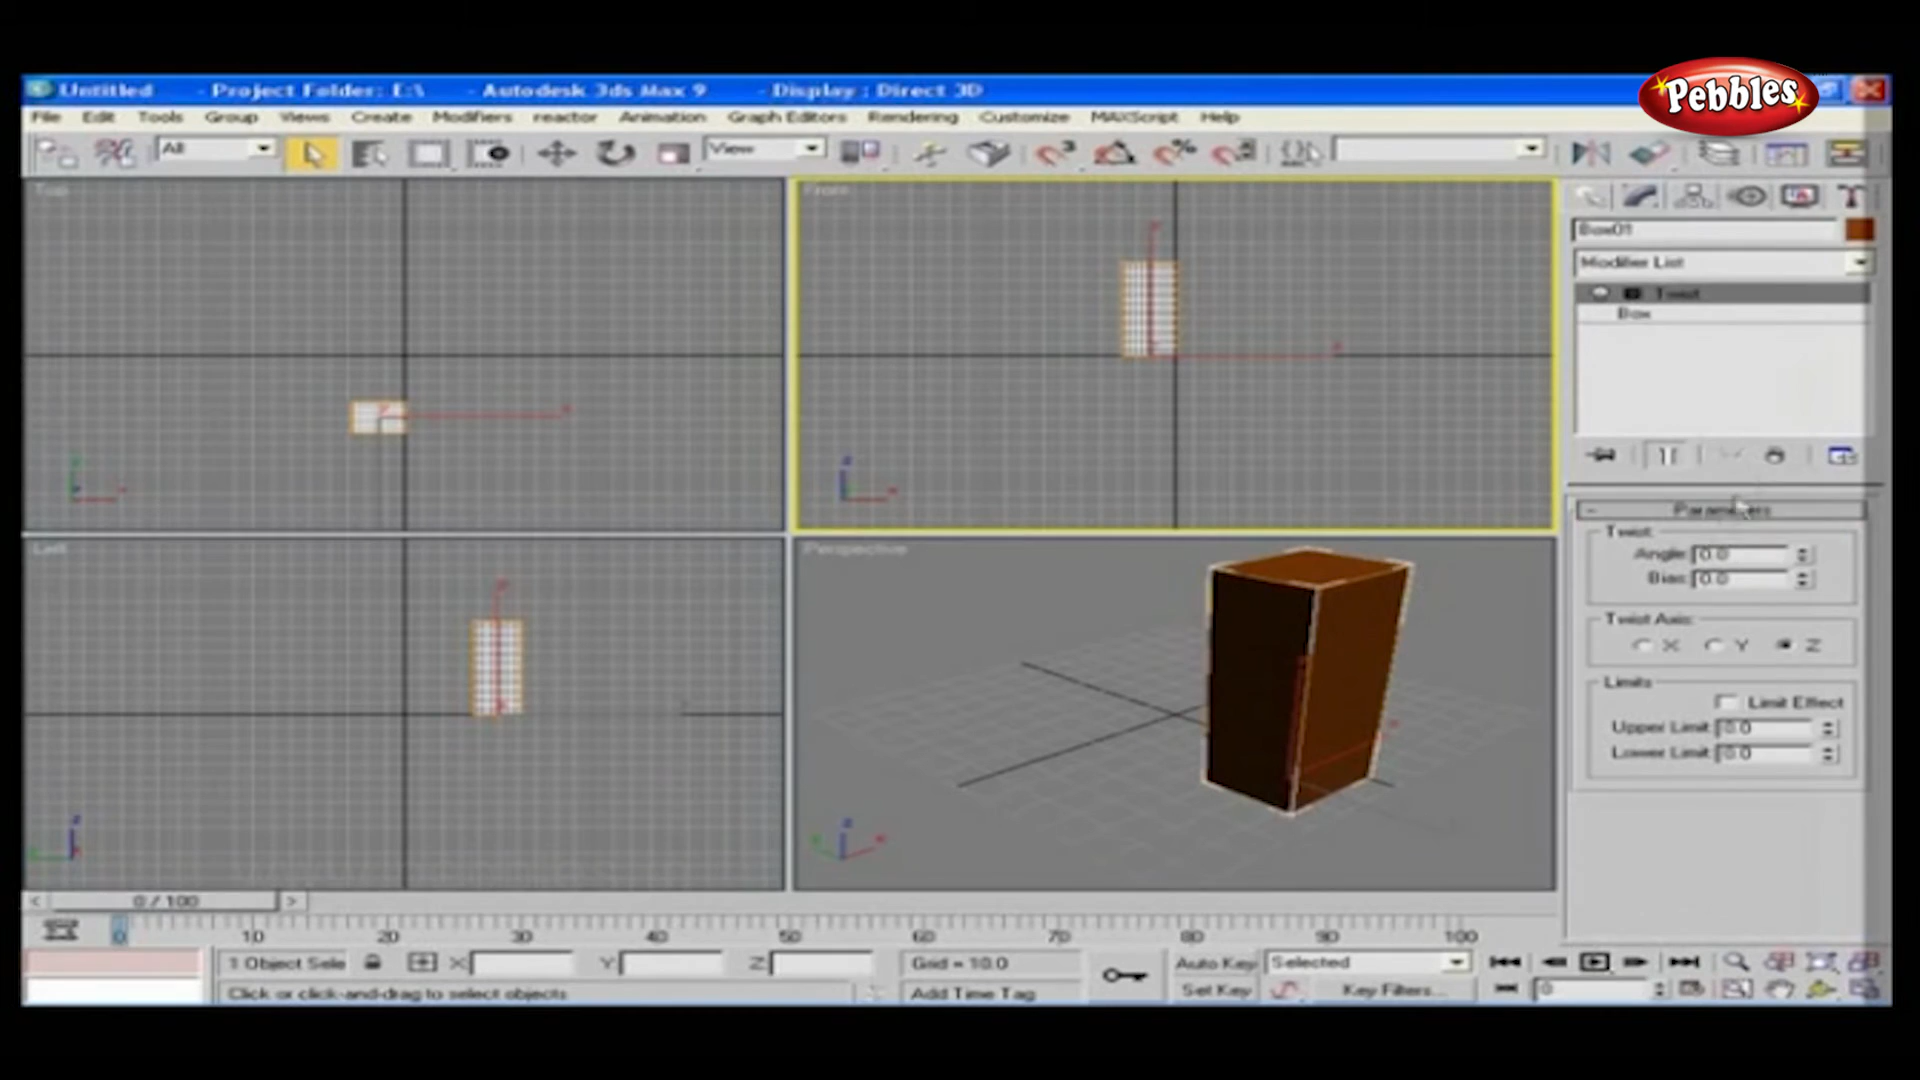 Pebbles
Untitled - Project Folder: E:\ - Autodesk 3ds Max 9 - Display : Direct 3D
File Edit Tools Group Views Create Modifiers reactor Animation Graph Editors Rendering Customize MAXScript Help
All View
Top
Front
Box01
Modifier List
Twist
Box
Parameters
Twist:
Angle: 0.0
Bias: 0.0
Twist Axis:
X Y Z
Limits
Limit Effect
Upper Limit: 0.0
Lower Limit: 0.0
Left
Perspective
< 0 / 100 >
0 10 20 30 40 50 60 70 80 90 100
1 Object Sele X: Y: Z: Grid = 10.0 Auto Key Selected
Click or click-and-drag to select objects Add Time Tag Set Key Key Filters... 0